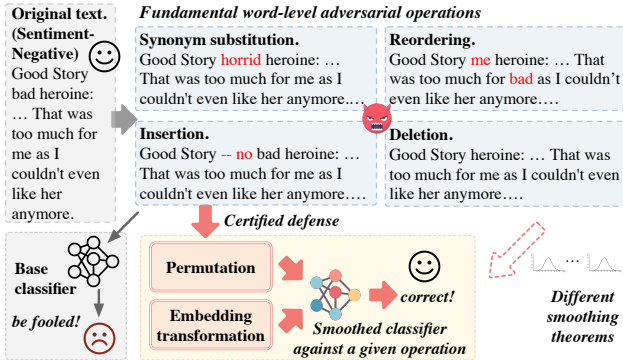 Original text.
(Sentiment-
Negative)
Good Story
bad heroine:
… That was
too much for
me as I
couldn't even
like her
anymore.
Fundamental word-level adversarial operations
Synonym substitution.
Good Story horrid heroine: …
That was too much for me as I
couldn't even like her anymore.…
Reordering.
Good Story me heroine: … That
was too much for bad as I couldn’t
even like her anymore.…
Insertion.
Good Story -- no bad heroine: …
That was too much for me as I
couldn't even like her anymore.…
Deletion.
Good Story heroine: … That was
too much for me as I couldn't even
like her anymore.…
Certified defense
Base
classifier
be fooled!
Permutation
Embedding
transformation
correct!
Smoothed classifier
against a given operation
…
Different
smoothing
theorems